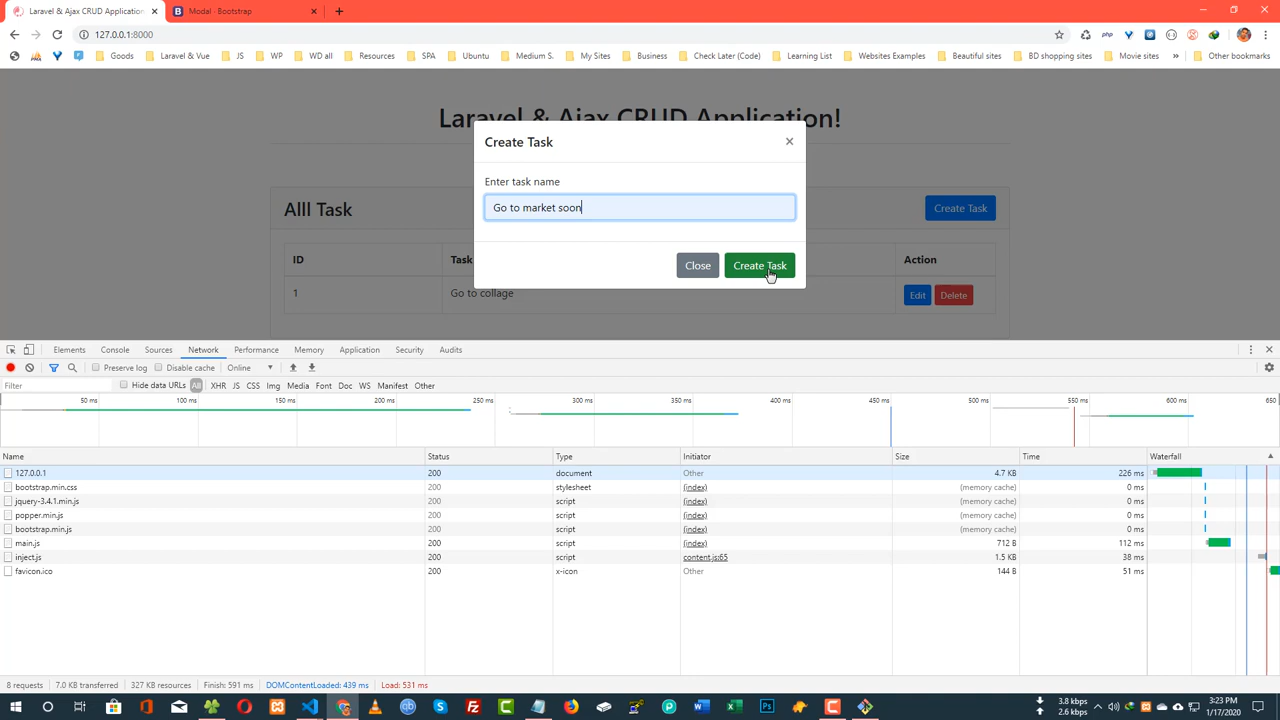 Laravel & Ajax CRUD Application
Modal · Bootstrap
127.0.0.1:8000
Goods
Laravel & Vue
JS
WP
WD all
Resources
SPA
Ubuntu
Medium S.
My Sites
Business
Check Later (Code)
Learning List
Websites Examples
Beautiful sites
BD shopping sites
Movie sites
»
Other bookmarks
Laravel & Ajax CRUD Application!
Create Task
×
Enter task name
Go to market soon
Close
Create Task
Alll Task
Create Task
ID
Task
Action
1
Go to collage
Edit
Delete
Elements
Console
Sources
Network
Performance
Memory
Application
Security
Audits
Preserve log
Disable cache
Online
Filter
Hide data URLs
All
XHR
JS
CSS
Img
Media
Font
Doc
WS
Manifest
Other
50 ms
100 ms
150 ms
200 ms
250 ms
300 ms
350 ms
400 ms
450 ms
500 ms
550 ms
600 ms
650
Name Status Type Initiator Size Time Waterfall
127.0.0.1 200 document Other 4.7 KB 226 ms
bootstrap.min.css 200 stylesheet (index) (memory cache) 0 ms
jquery-3.4.1.min.js 200 script (index) (memory cache) 0 ms
popper.min.js 200 script (index) (memory cache) 0 ms
bootstrap.min.js 200 script (index) (memory cache) 0 ms
main.js 200 script (index) 712 B 112 ms
inject.js 200 script content.js:65 1.5 KB 38 ms
favicon.ico 200 x-icon Other 144 B 51 ms
8 requests 7.0 KB transferred 327 KB resources Finish: 591 ms DOMContentLoaded: 439 ms Load: 531 ms
3.8 kbps
2.6 kbps
3:23 PM
1/17/2020